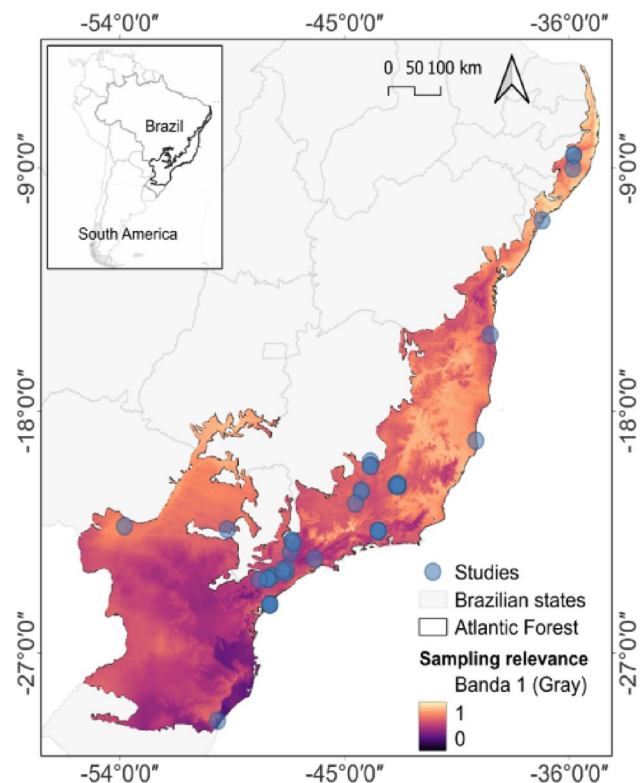 -54°0′0″ -45°0′0″ -36°0′0″
0 50 100 km
Brazil
South America
-9°0′0″ -9°0′0″
-18°0′0″ -18°0′0″
-27°0′0″ -27°0′0″
Studies
Brazilian states
Atlantic Forest
Sampling relevance
Banda 1 (Gray)
1
0
-54°0′0″ -45°0′0″ -36°0′0″